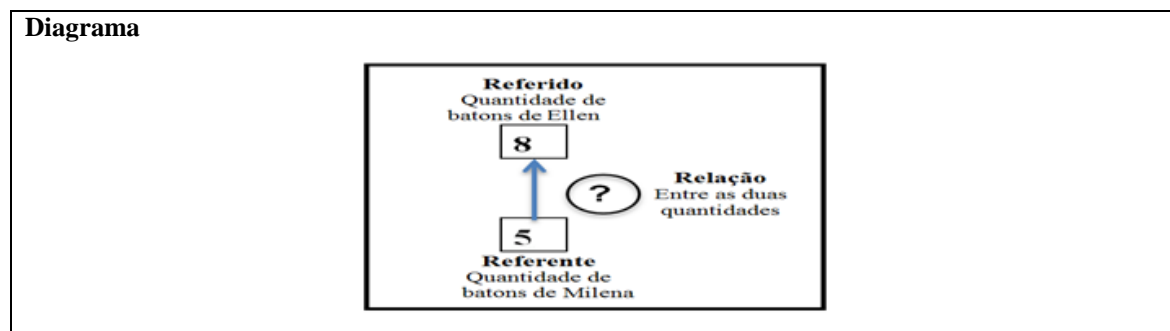 Diagrama
Referido
Quantidade de
batons de Ellen
8
?
Relação
Entre as duas
quantidades
5
Referente
Quantidade de
batons de Milena